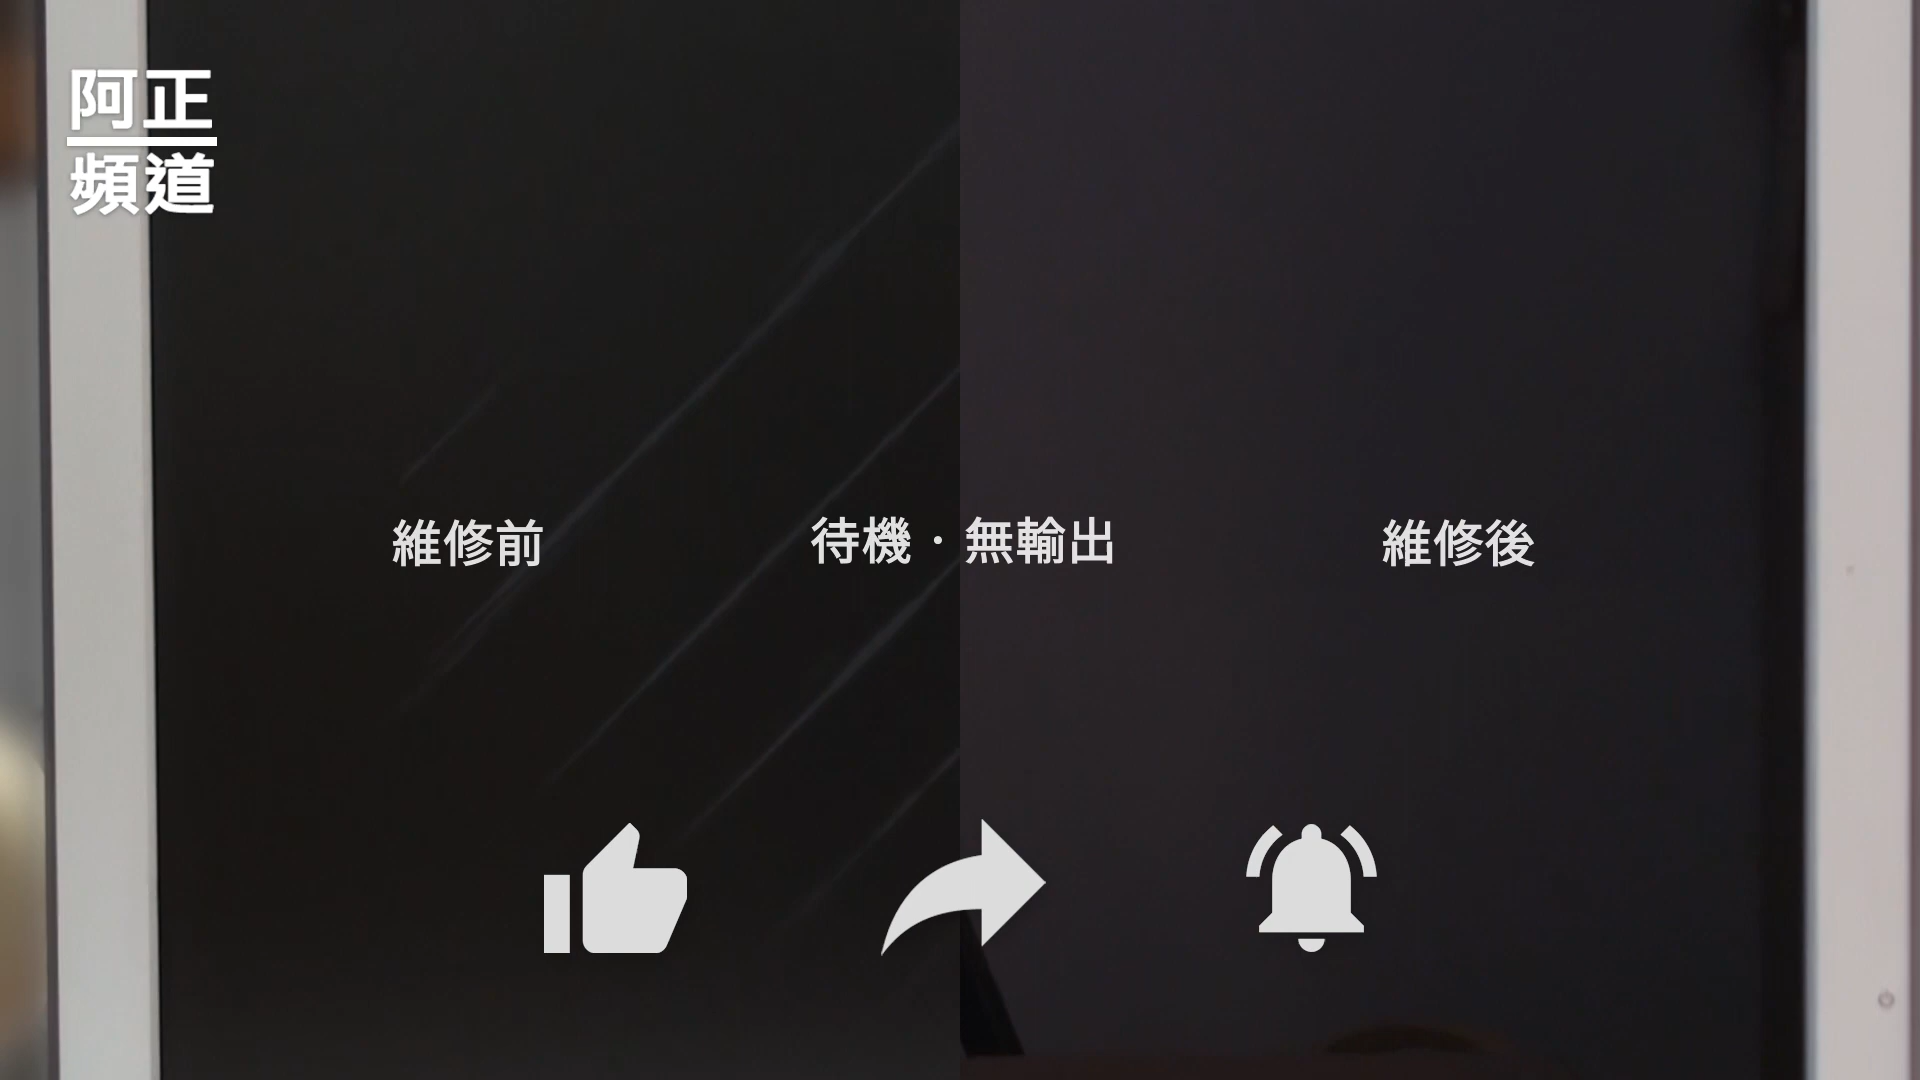 阿正
頻道
維修前
待機・無輸出
維修後